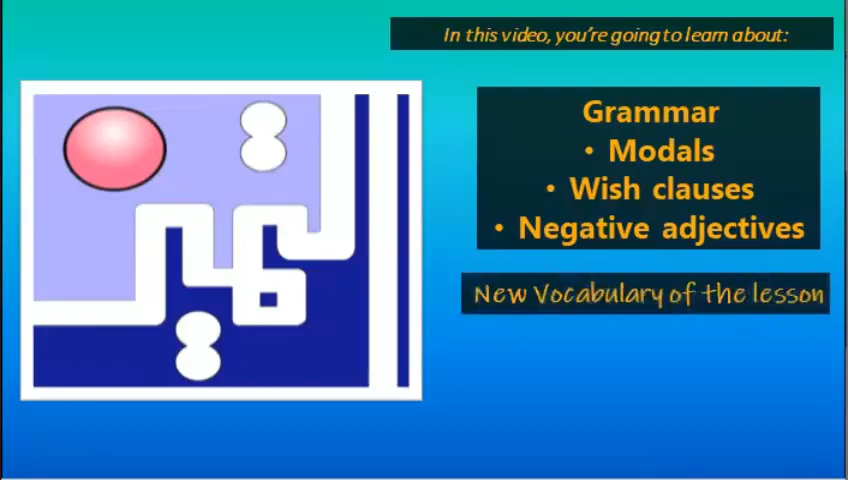 In this video, you're going to learn about:
التميز
Grammar
• Modals
• Wish clauses
• Negative adjectives
New Vocabulary of the lesson